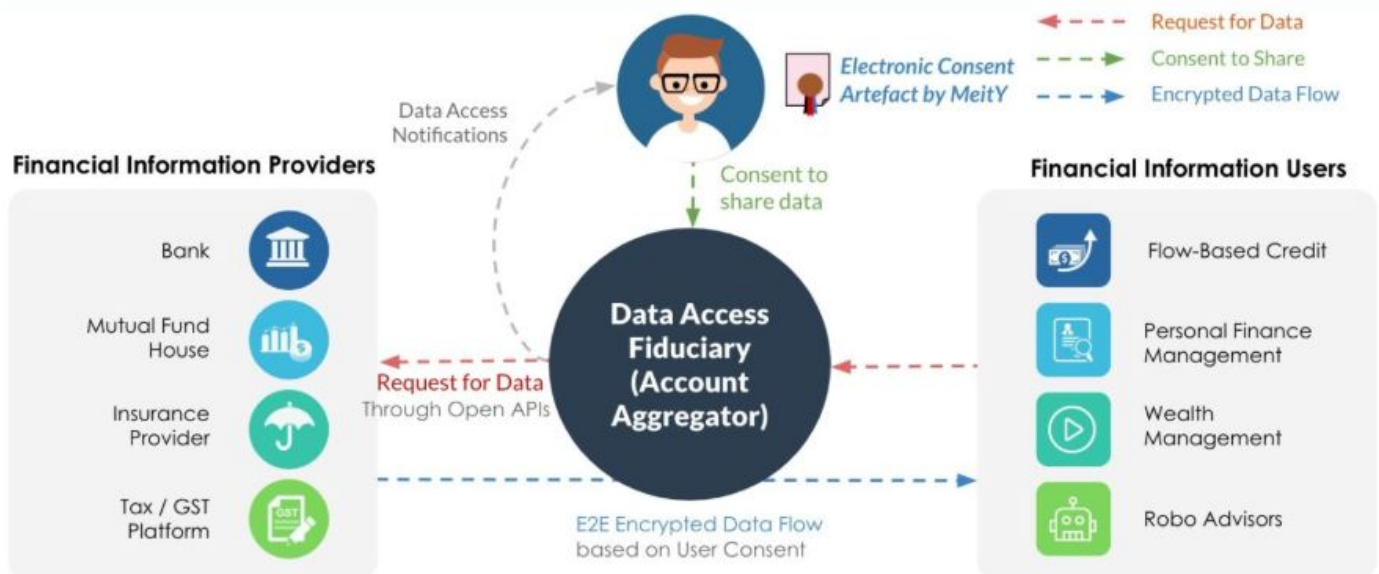 Request for Data
Consent to Share
Encrypted Data Flow
Electronic Consent
Artefact by MeitY
Data Access
Notifications
Consent to
share data
Financial Information Providers
Bank
Mutual Fund
House
Insurance
Provider
Tax / GST
Platform
GST
Data Access
Fiduciary
(Account
Aggregator)
Request for Data
Through Open APIs
E2E Encrypted Data Flow
based on User Consent
Financial Information Users
Flow-Based Credit
Personal Finance
Management
Wealth
Management
Robo Advisors